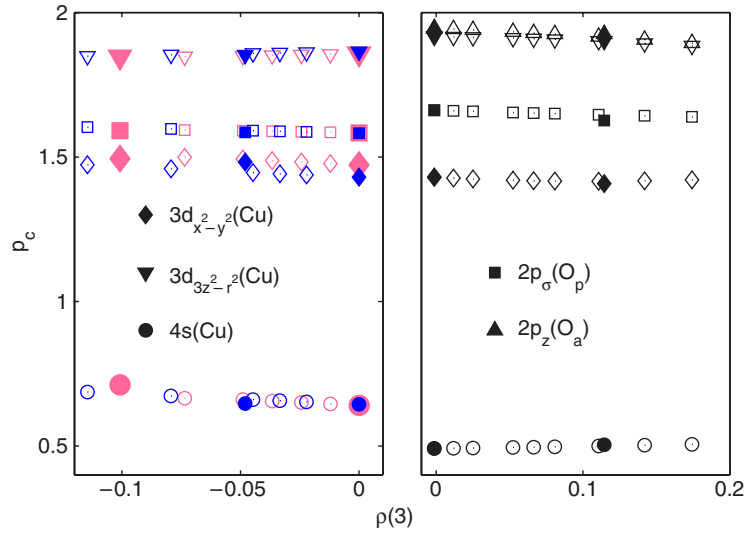 2
1.5
1
0.5
p_c
−0.1
−0.05
0
0
0.1
0.2
ρ(3)
3d_{x²−y²}(Cu)
3d_{3z²−r²}(Cu)
4s(Cu)
2p_σ(O_p)
2p_z(O_a)